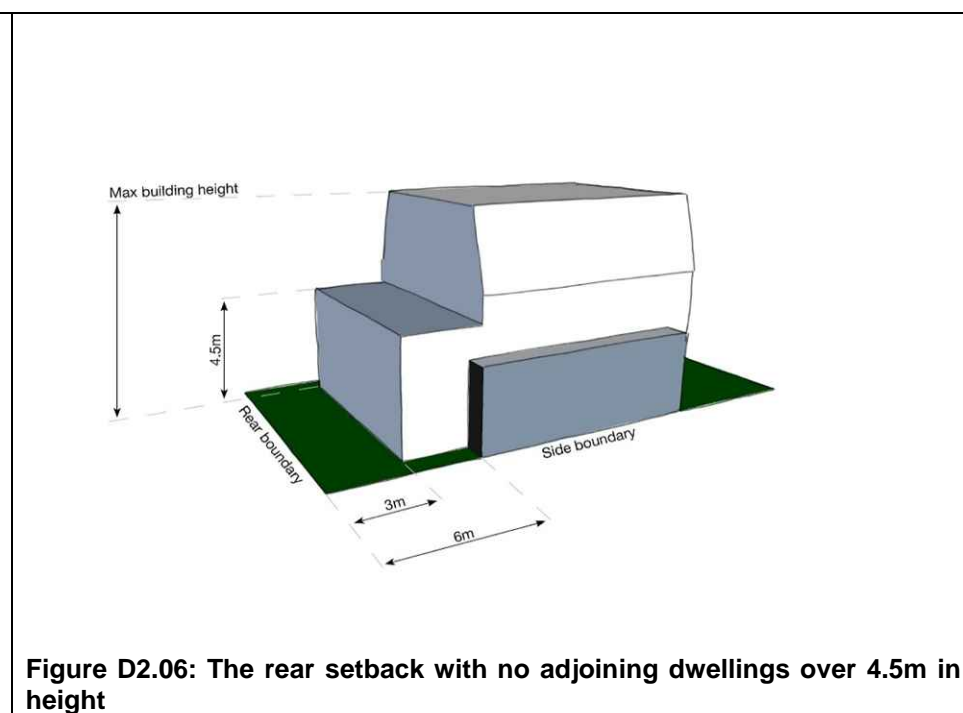 Max building height
4.5m
Rear boundary
Side boundary
3m
6m
Figure D2.06: The rear setback with no adjoining dwellings over 4.5m in
height